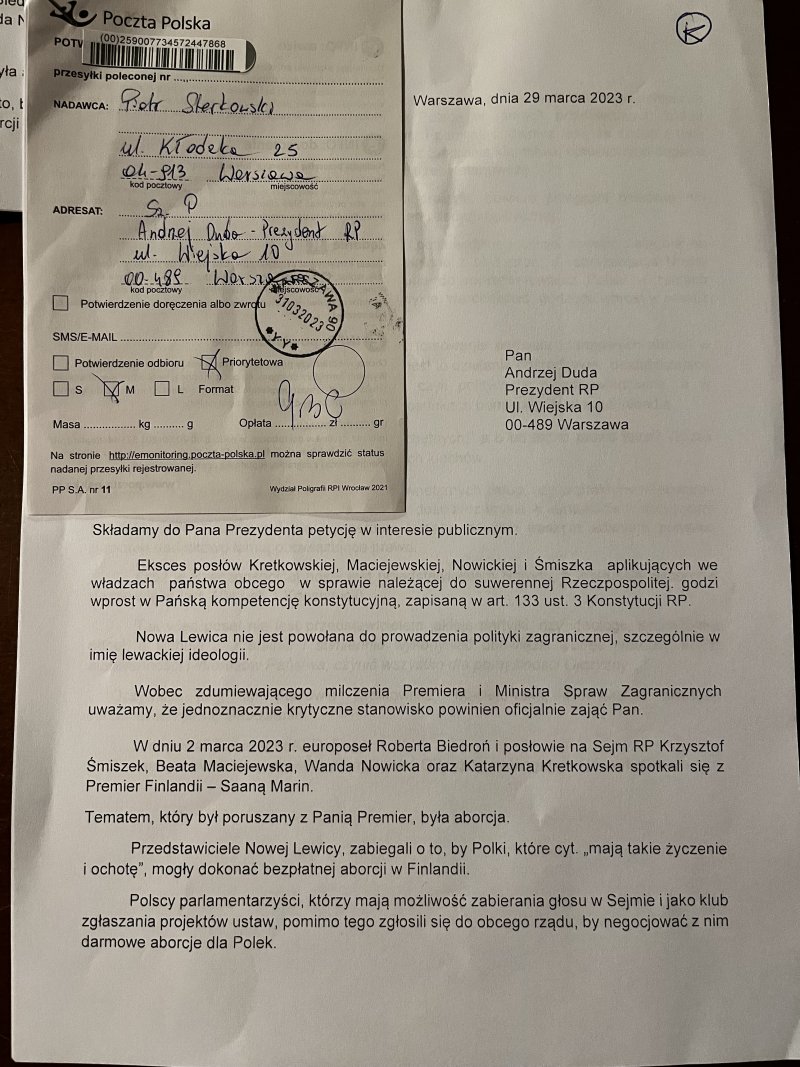 Poczta Polska
POTW
(00)259007734572447868
przesyłki poleconej nr
NADAWCA: Piotr Sterkowski
ul. Kłodzka 25
04-913 Warszawa
kod pocztowy miejscowość
ADRESAT: Sz. P
Andrzej Duda - Prezydent RP
ul. Wiejska 10
00-489 Warsz
kod pocztowy miejscowość
Potwierdzenie doręczenia albo zwrotu
31032023
SMS/E-MAIL
Potwierdzenie odbioru Priorytetowa
S M L Format
Masa kg g Opłata zł gr
Na stronie http://emonitoring.poczta-polska.pl można sprawdzić status
nadanej przesyłki rejestrowanej.
PP S.A. nr 11 Wydział Poligrafii RPI Wrocław 2021
K
Warszawa, dnia 29 marca 2023 r.
Pan
Andrzej Duda
Prezydent RP
Ul. Wiejska 10
00-489 Warszawa
Składamy do Pana Prezydenta petycję w interesie publicznym.
Eksces posłów Kretkowskiej, Maciejewskiej, Nowickiej i Śmiszka aplikujących we
władzach państwa obcego w sprawie należącej do suwerennej Rzeczpospolitej. godzi
wprost w Pańską kompetencję konstytucyjną, zapisaną w art. 133 ust. 3 Konstytucji RP.
Nowa Lewica nie jest powołana do prowadzenia polityki zagranicznej, szczególnie w
imię lewackiej ideologii.
Wobec zdumiewającego milczenia Premiera i Ministra Spraw Zagranicznych
uważamy, że jednoznacznie krytyczne stanowisko powinien oficjalnie zająć Pan.
W dniu 2 marca 2023 r. europoseł Roberta Biedroń i posłowie na Sejm RP Krzysztof
Śmiszek, Beata Maciejewska, Wanda Nowicka oraz Katarzyna Kretkowska spotkali się z
Premier Finlandii – Saaną Marin.
Tematem, który był poruszany z Panią Premier, była aborcja.
Przedstawiciele Nowej Lewicy, zabiegali o to, by Polki, które cyt. „mają takie życzenie
i ochotę”, mogły dokonać bezpłatnej aborcji w Finlandii.
Polscy parlamentarzyści, którzy mają możliwość zabierania głosu w Sejmie i jako klub
zgłaszania projektów ustaw, pomimo tego zgłosili się do obcego rządu, by negocjować z nim
darmowe aborcje dla Polek.